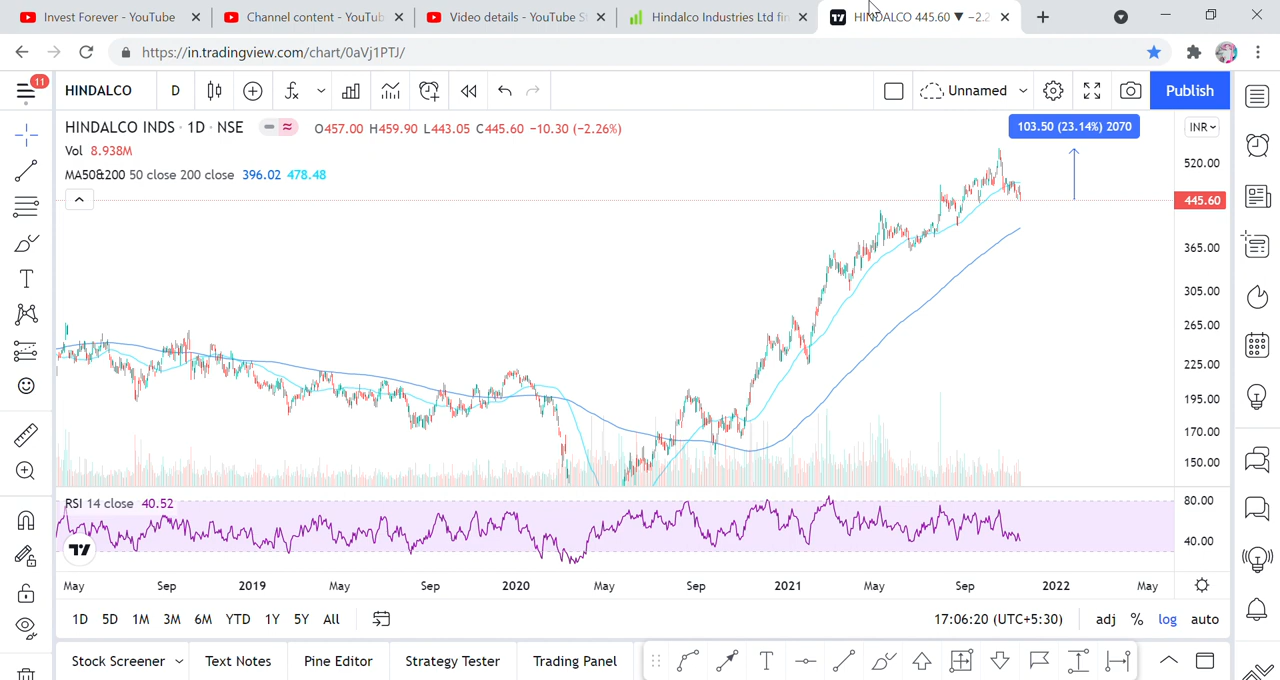 Invest Forever - YouTube
Channel content - YouTub
Video details - YouTube S
Hindalco Industries Ltd fin
HINDALCO 445.60 ▼ −2.2
https://in.tradingview.com/chart/0aVj1PTJ/
11
HINDALCO
D
Unnamed
Publish
HINDALCO INDS · 1D · NSE
O457.00 H459.90 L443.05 C445.60 −10.30 (−2.26%)
103.50 (23.14%) 2070
INR
Vol 8.938M
MA50&200 50 close 200 close 396.02 478.48
520.00
445.60
365.00
305.00
265.00
225.00
195.00
170.00
150.00
RSI 14 close 40.52
80.00
40.00
May Sep 2019 May Sep 2020 May Sep 2021 May Sep 2022 May
1D 5D 1M 3M 6M YTD 1Y 5Y All
17:06:20 (UTC+5:30)
adj % log auto
Stock Screener
Text Notes
Pine Editor
Strategy Tester
Trading Panel